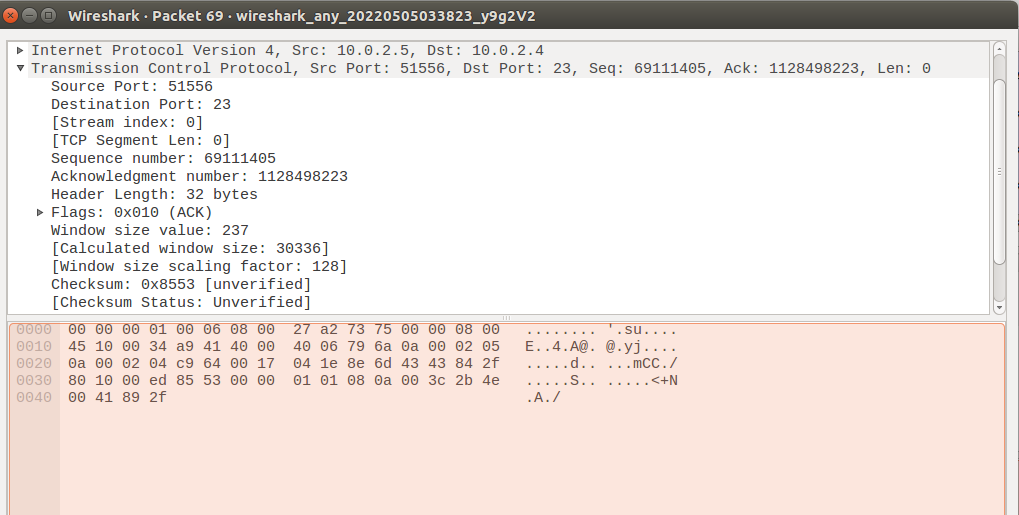 Wireshark · Packet 69 · wireshark_any_20220505033823_y9g2V2
Internet Protocol Version 4, Src: 10.0.2.5, Dst: 10.0.2.4
Transmission Control Protocol, Src Port: 51556, Dst Port: 23, Seq: 69111405, Ack: 1128498223, Len: 0
Source Port: 51556
Destination Port: 23
[Stream index: 0]
[TCP Segment Len: 0]
Sequence number: 69111405
Acknowledgment number: 1128498223
Header Length: 32 bytes
Flags: 0x010 (ACK)
Window size value: 237
[Calculated window size: 30336]
[Window size scaling factor: 128]
Checksum: 0x8553 [unverified]
[Checksum Status: Unverified]
0000 00 00 00 01 00 06 08 00 27 a2 73 75 00 00 08 00 ........ '.su....
0010 45 10 00 34 a9 41 40 00 40 06 79 6a 0a 00 02 05 E..4.A@. @.yj....
0020 0a 00 02 04 c9 64 00 17 04 1e 8e 6d 43 43 84 2f .....d.. ...mCC./
0030 80 10 00 ed 85 53 00 00 01 01 08 0a 00 3c 2b 4e .....S.. .....<+N
0040 00 41 89 2f .A./